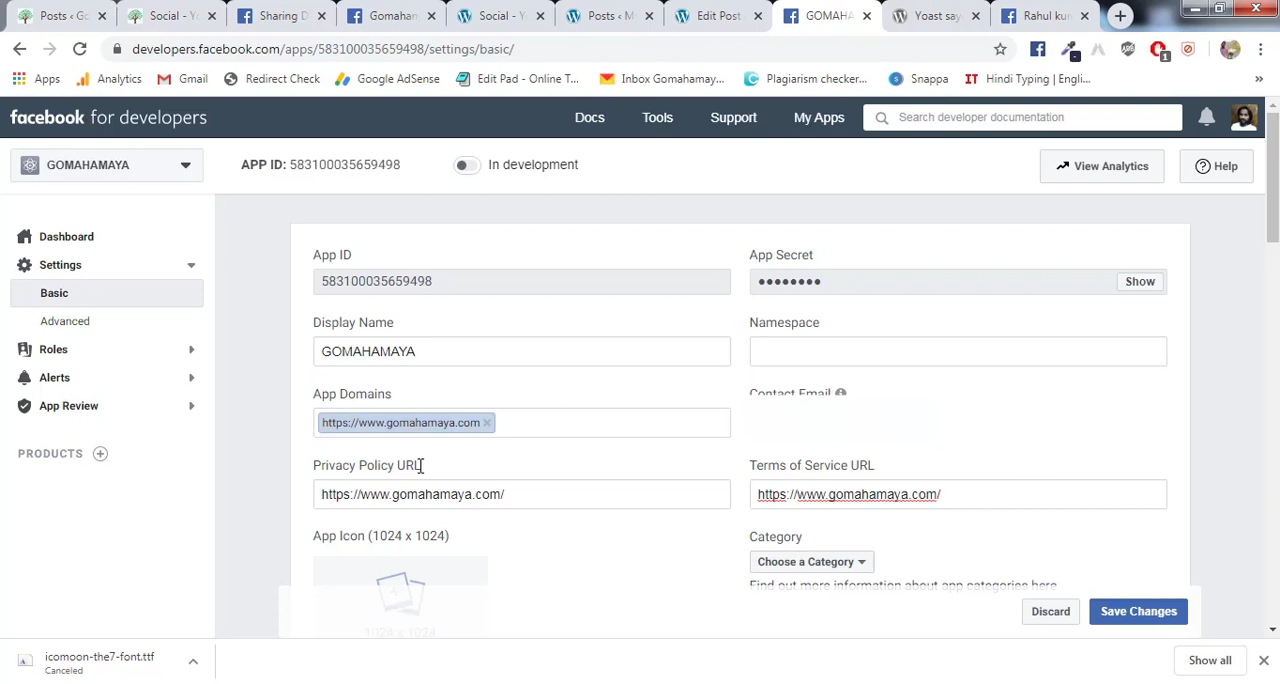 Posts ‹ Go
Social - Yo
Sharing D
Gomaham
Social - Y
Posts ‹ M
Edit Post
GOMAHA
Yoast say
Rahul ku
developers.facebook.com/apps/583100035659498/settings/basic/
Apps
Analytics
Gmail
Redirect Check
Google AdSense
Edit Pad - Online T...
Inbox Gomahamay...
Plagiarism checker...
Snappa
IT Hindi Typing | Engl...
»
facebook for developers
Docs
Tools
Support
My Apps
Search developer documentation
GOMAHAMAYA
APP ID: 583100035659498
In development
View Analytics
Help
Dashboard
Settings
Basic
Advanced
Roles
Alerts
App Review
PRODUCTS
App ID
583100035659498
App Secret
●●●●●●●●
Show
Display Name
GOMAHAMAYA
Namespace
App Domains
https://www.gomahamaya.com ×
Contact Email
Privacy Policy URL
https://www.gomahamaya.com/
Terms of Service URL
https://www.gomahamaya.com/
App Icon (1024 x 1024)
1024 x 1024
Category
Choose a Category
Find out more information about app categories here
Discard
Save Changes
icomoon-the7-font.ttf
Canceled
Show all